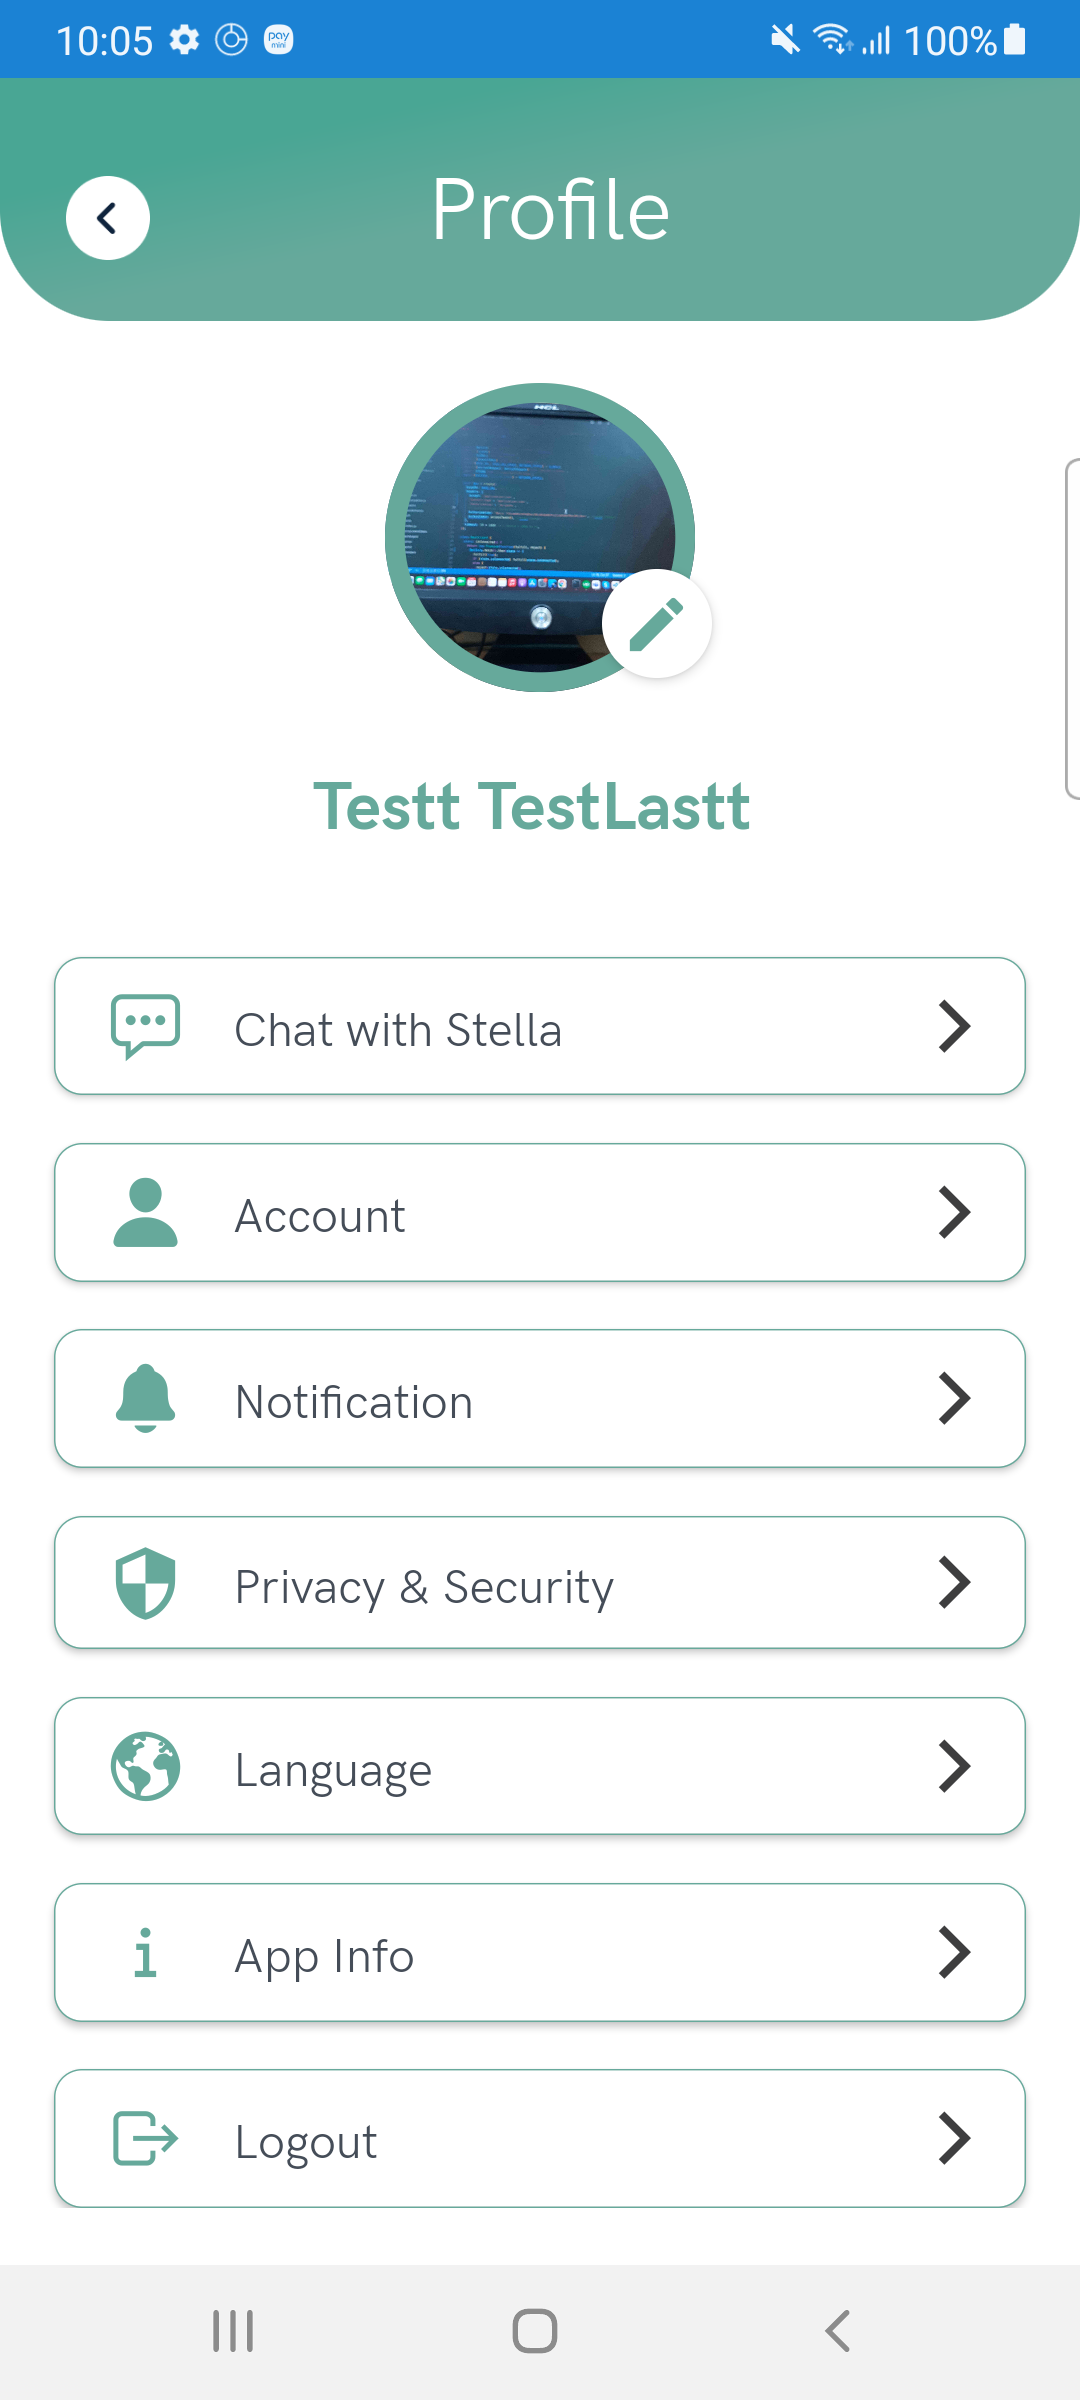 10:05
pay
mini
100%
Profile
HCL
Testt TestLastt
Chat with Stella
Account
Notification
Privacy & Security
Language
App Info
Logout